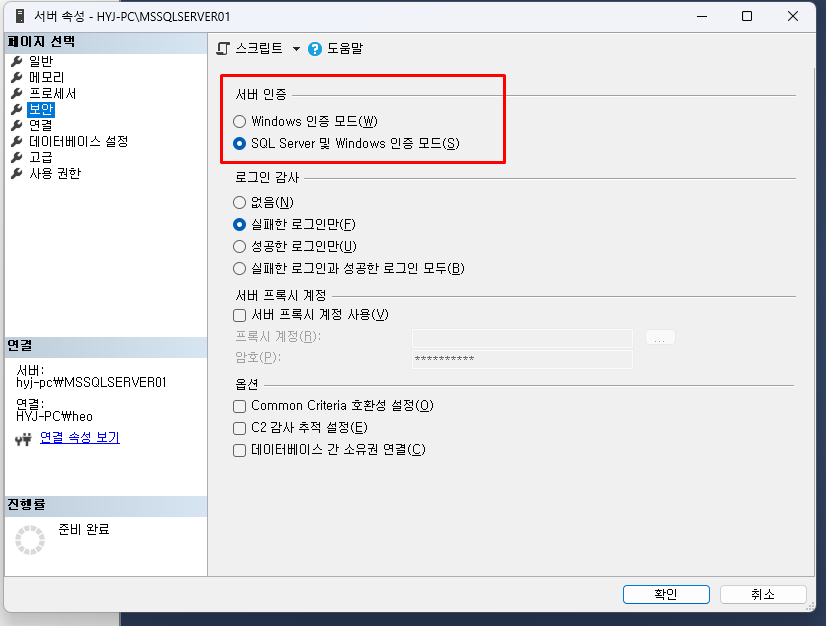 서버 속성 - HYJ-PC\MSSQLSERVER01
페이지 선택
일반
메모리
프로세서
보안
연결
데이터베이스 설정
고급
사용 권한
스크립트
도움말
서버 인증
Windows 인증 모드(W)
SQL Server 및 Windows 인증 모드(S)
로그인 감사
없음(N)
실패한 로그인만(F)
성공한 로그인만(U)
실패한 로그인과 성공한 로그인 모두(B)
서버 프록시 계정
서버 프록시 계정 사용(V)
프록시 계정(R):
...
암호(P):
**********
옵션
Common Criteria 호환성 설정(O)
C2 감사 추적 설정(E)
데이터베이스 간 소유권 연결(C)
연결
서버:
hyj-pc₩MSSQLSERVER01
연결:
HYJ-PC₩heo
연결 속성 보기
진행률
준비 완료
확인
취소